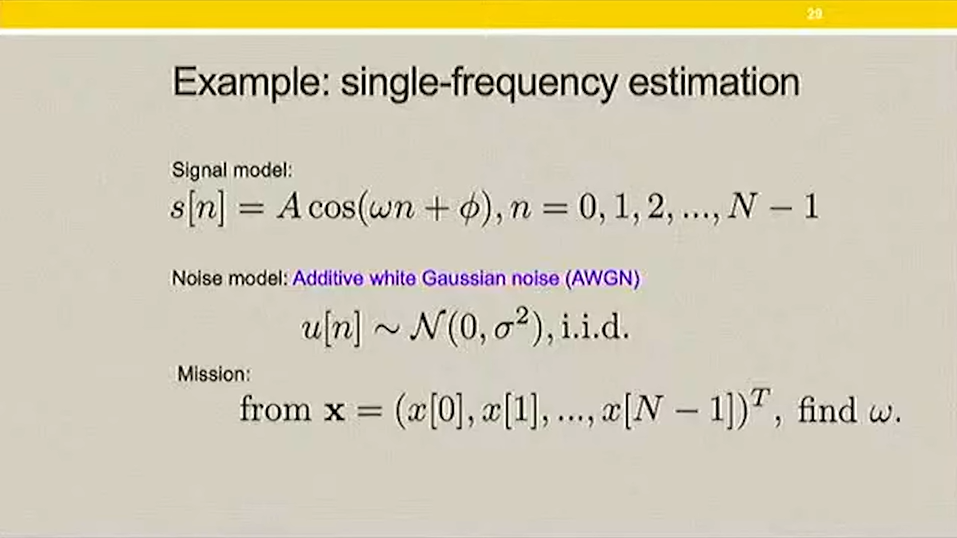 29
Example: single-frequency estimation
Signal model:
s[n] = A cos(ωn + ϕ), n = 0, 1, 2, ..., N − 1
Noise model: Additive white Gaussian noise (AWGN)
u[n] ∼ 𝒩(0, σ²), i.i.d.
Mission:
from 𝐱 = (x[0], x[1], ..., x[N − 1])ᵀ, find ω.